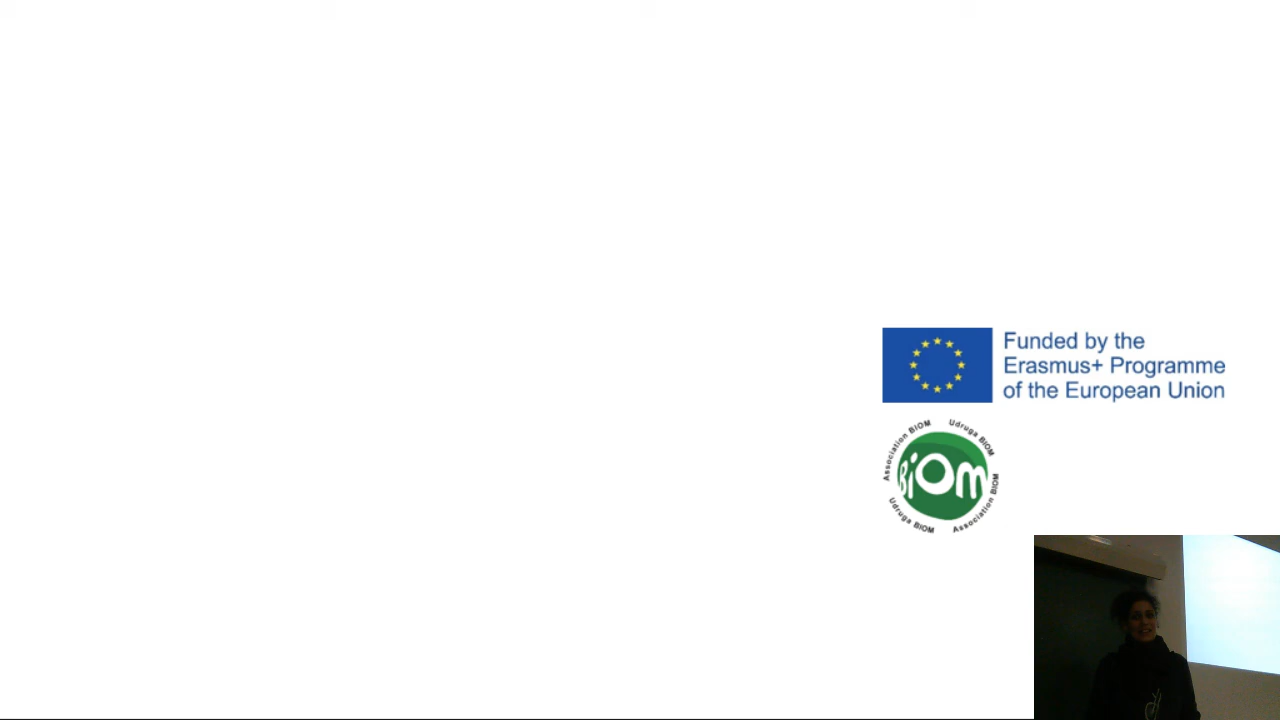 Funded by the
Erasmus+ Programme
of the European Union
Association BIOM
Udruga BIOM
BiOm
Udruga BIOM
Association BIOM